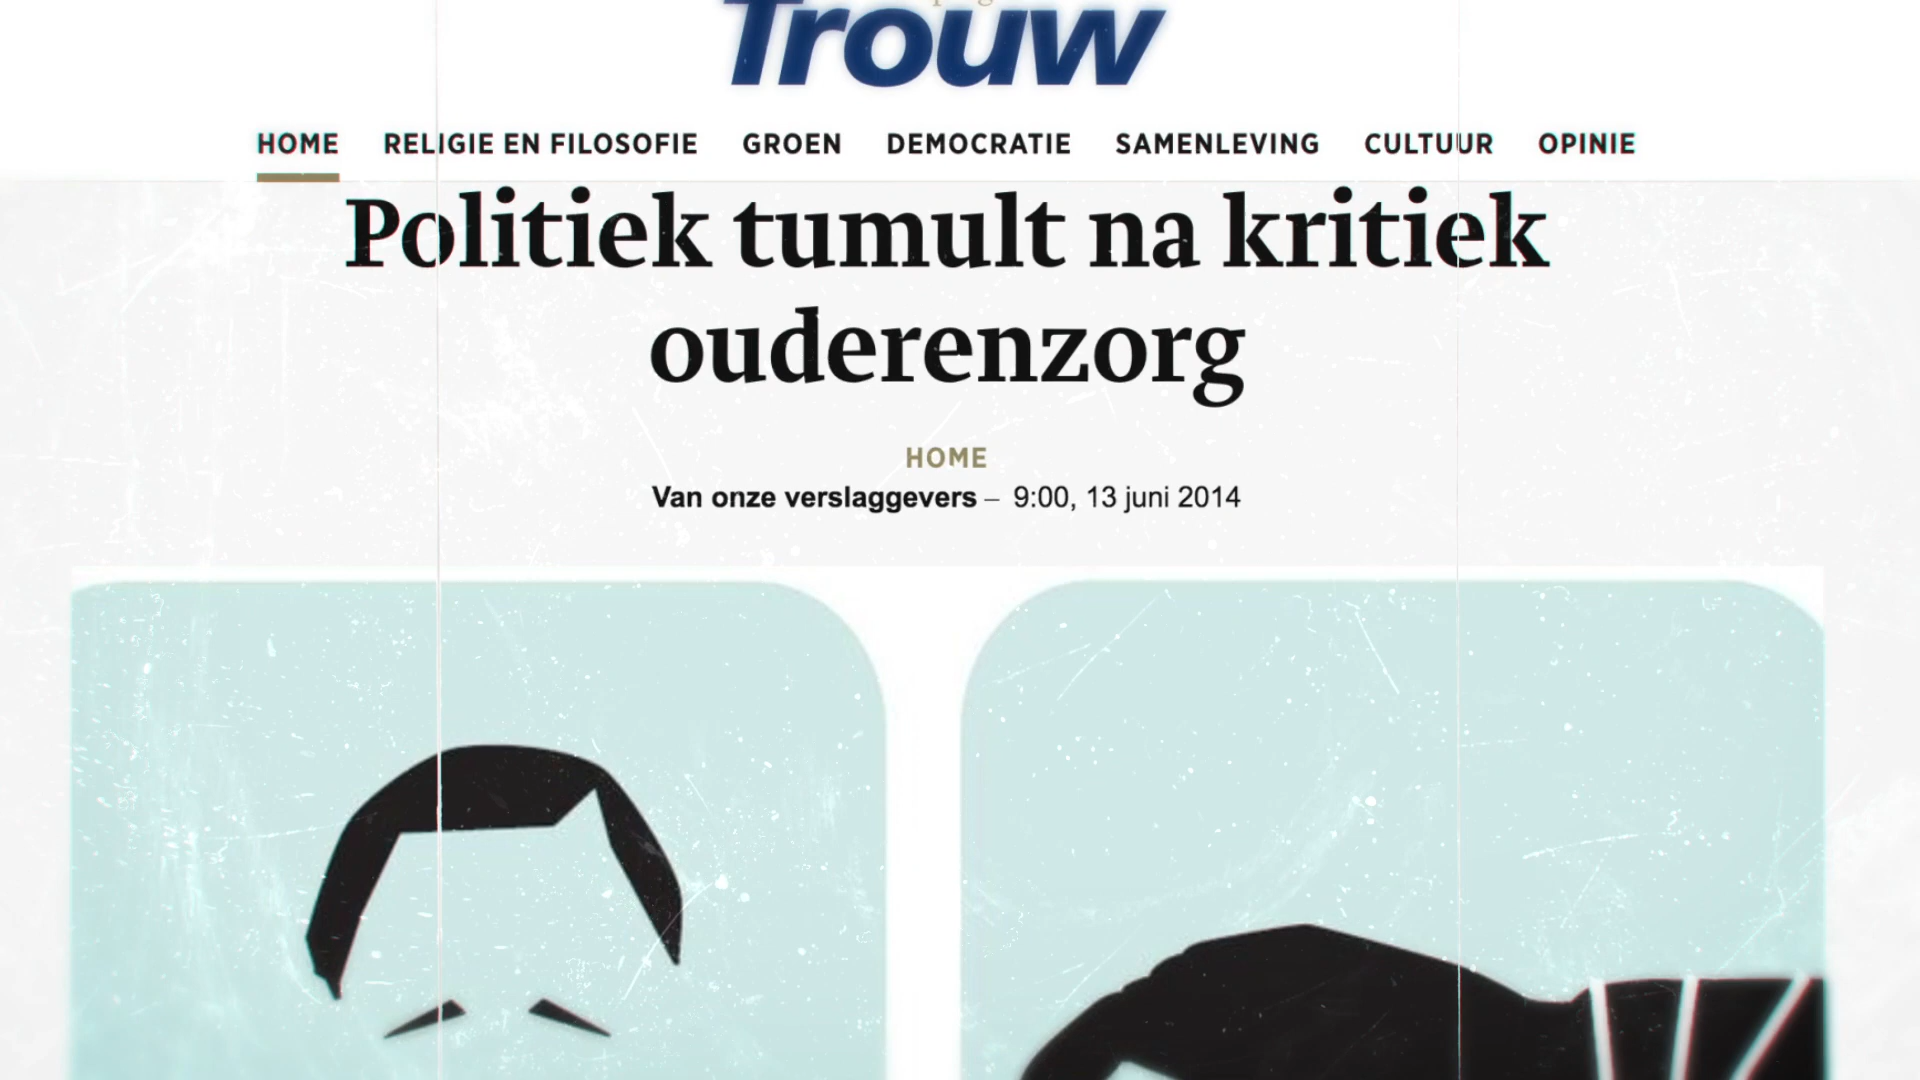 Trouw
HOME RELIGIE EN FILOSOFIE GROEN DEMOCRATIE SAMENLEVING CULTUUR OPINIE
Politiek tumult na kritiek
ouderenzorg
HOME
Van onze verslaggevers – 9:00, 13 juni 2014